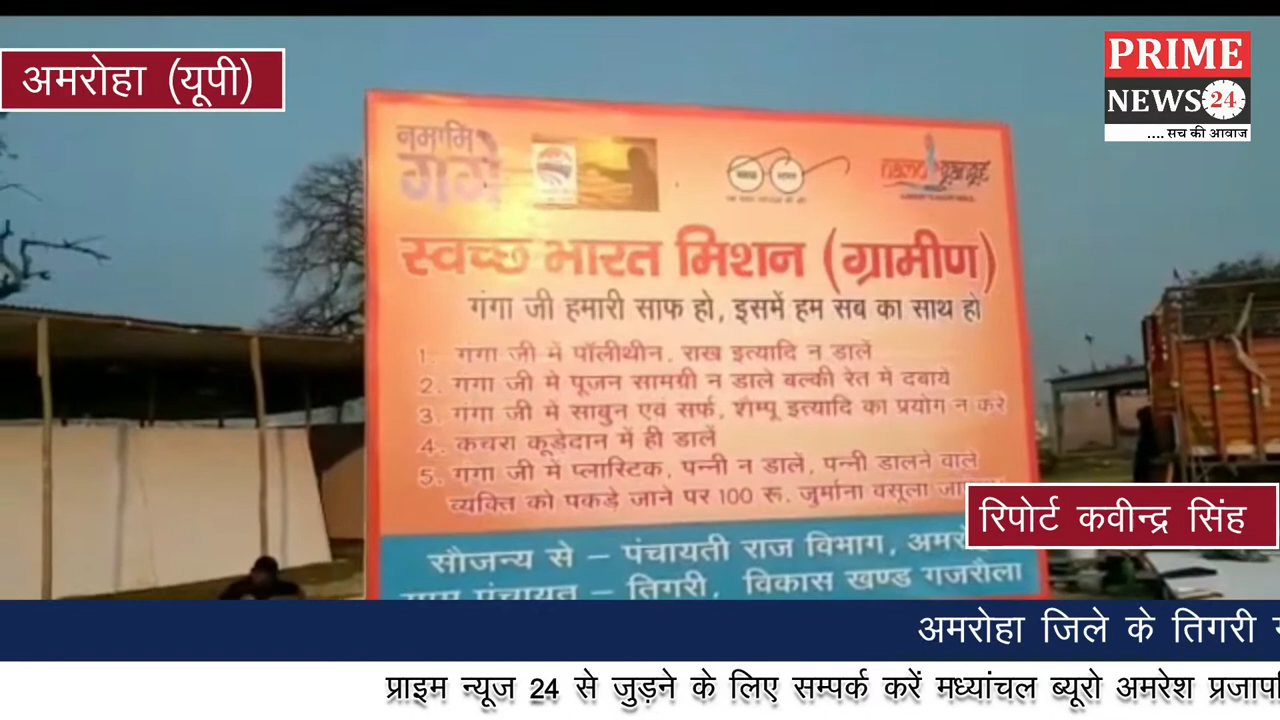 अमरोहा (यूपी)
PRIME
NEWS 24
....सच की आवाज
नमामि
गंगे
स्वच्छ भारत मिशन (ग्रामीण)
गंगा जी हमारी साफ हो, इसमें हम सब का साथ हो
1. गंगा जी में पॉलीथीन, राख इत्यादि न डालें
2. गंगा जी मे पूजन सामग्री न डाले बल्की रेत में दबाये
3. गंगा जी में साबुन एवं सर्फ, शैम्पू इत्यादि का प्रयोग न करें
4. कचरा कूड़ेदान में ही डालें
5. गंगा जी मे प्लास्टिक, पन्नी न डालें, पन्नी डालने वाले
व्यक्ति को पकड़े जाने पर 100 रू. जुर्माना वसूला
रिपोर्ट कवीन्द्र सिंह
सौजन्य से – पंचायती राज विभाग,
ग्राम पंचायत – तिगरी, विकास खण्ड गजरौला
अमरोहा जिले के तिगरी
प्राइम न्यूज 24 से जुड़ने के लिए सम्पर्क करें मध्यांचल ब्यूरो अमरेश